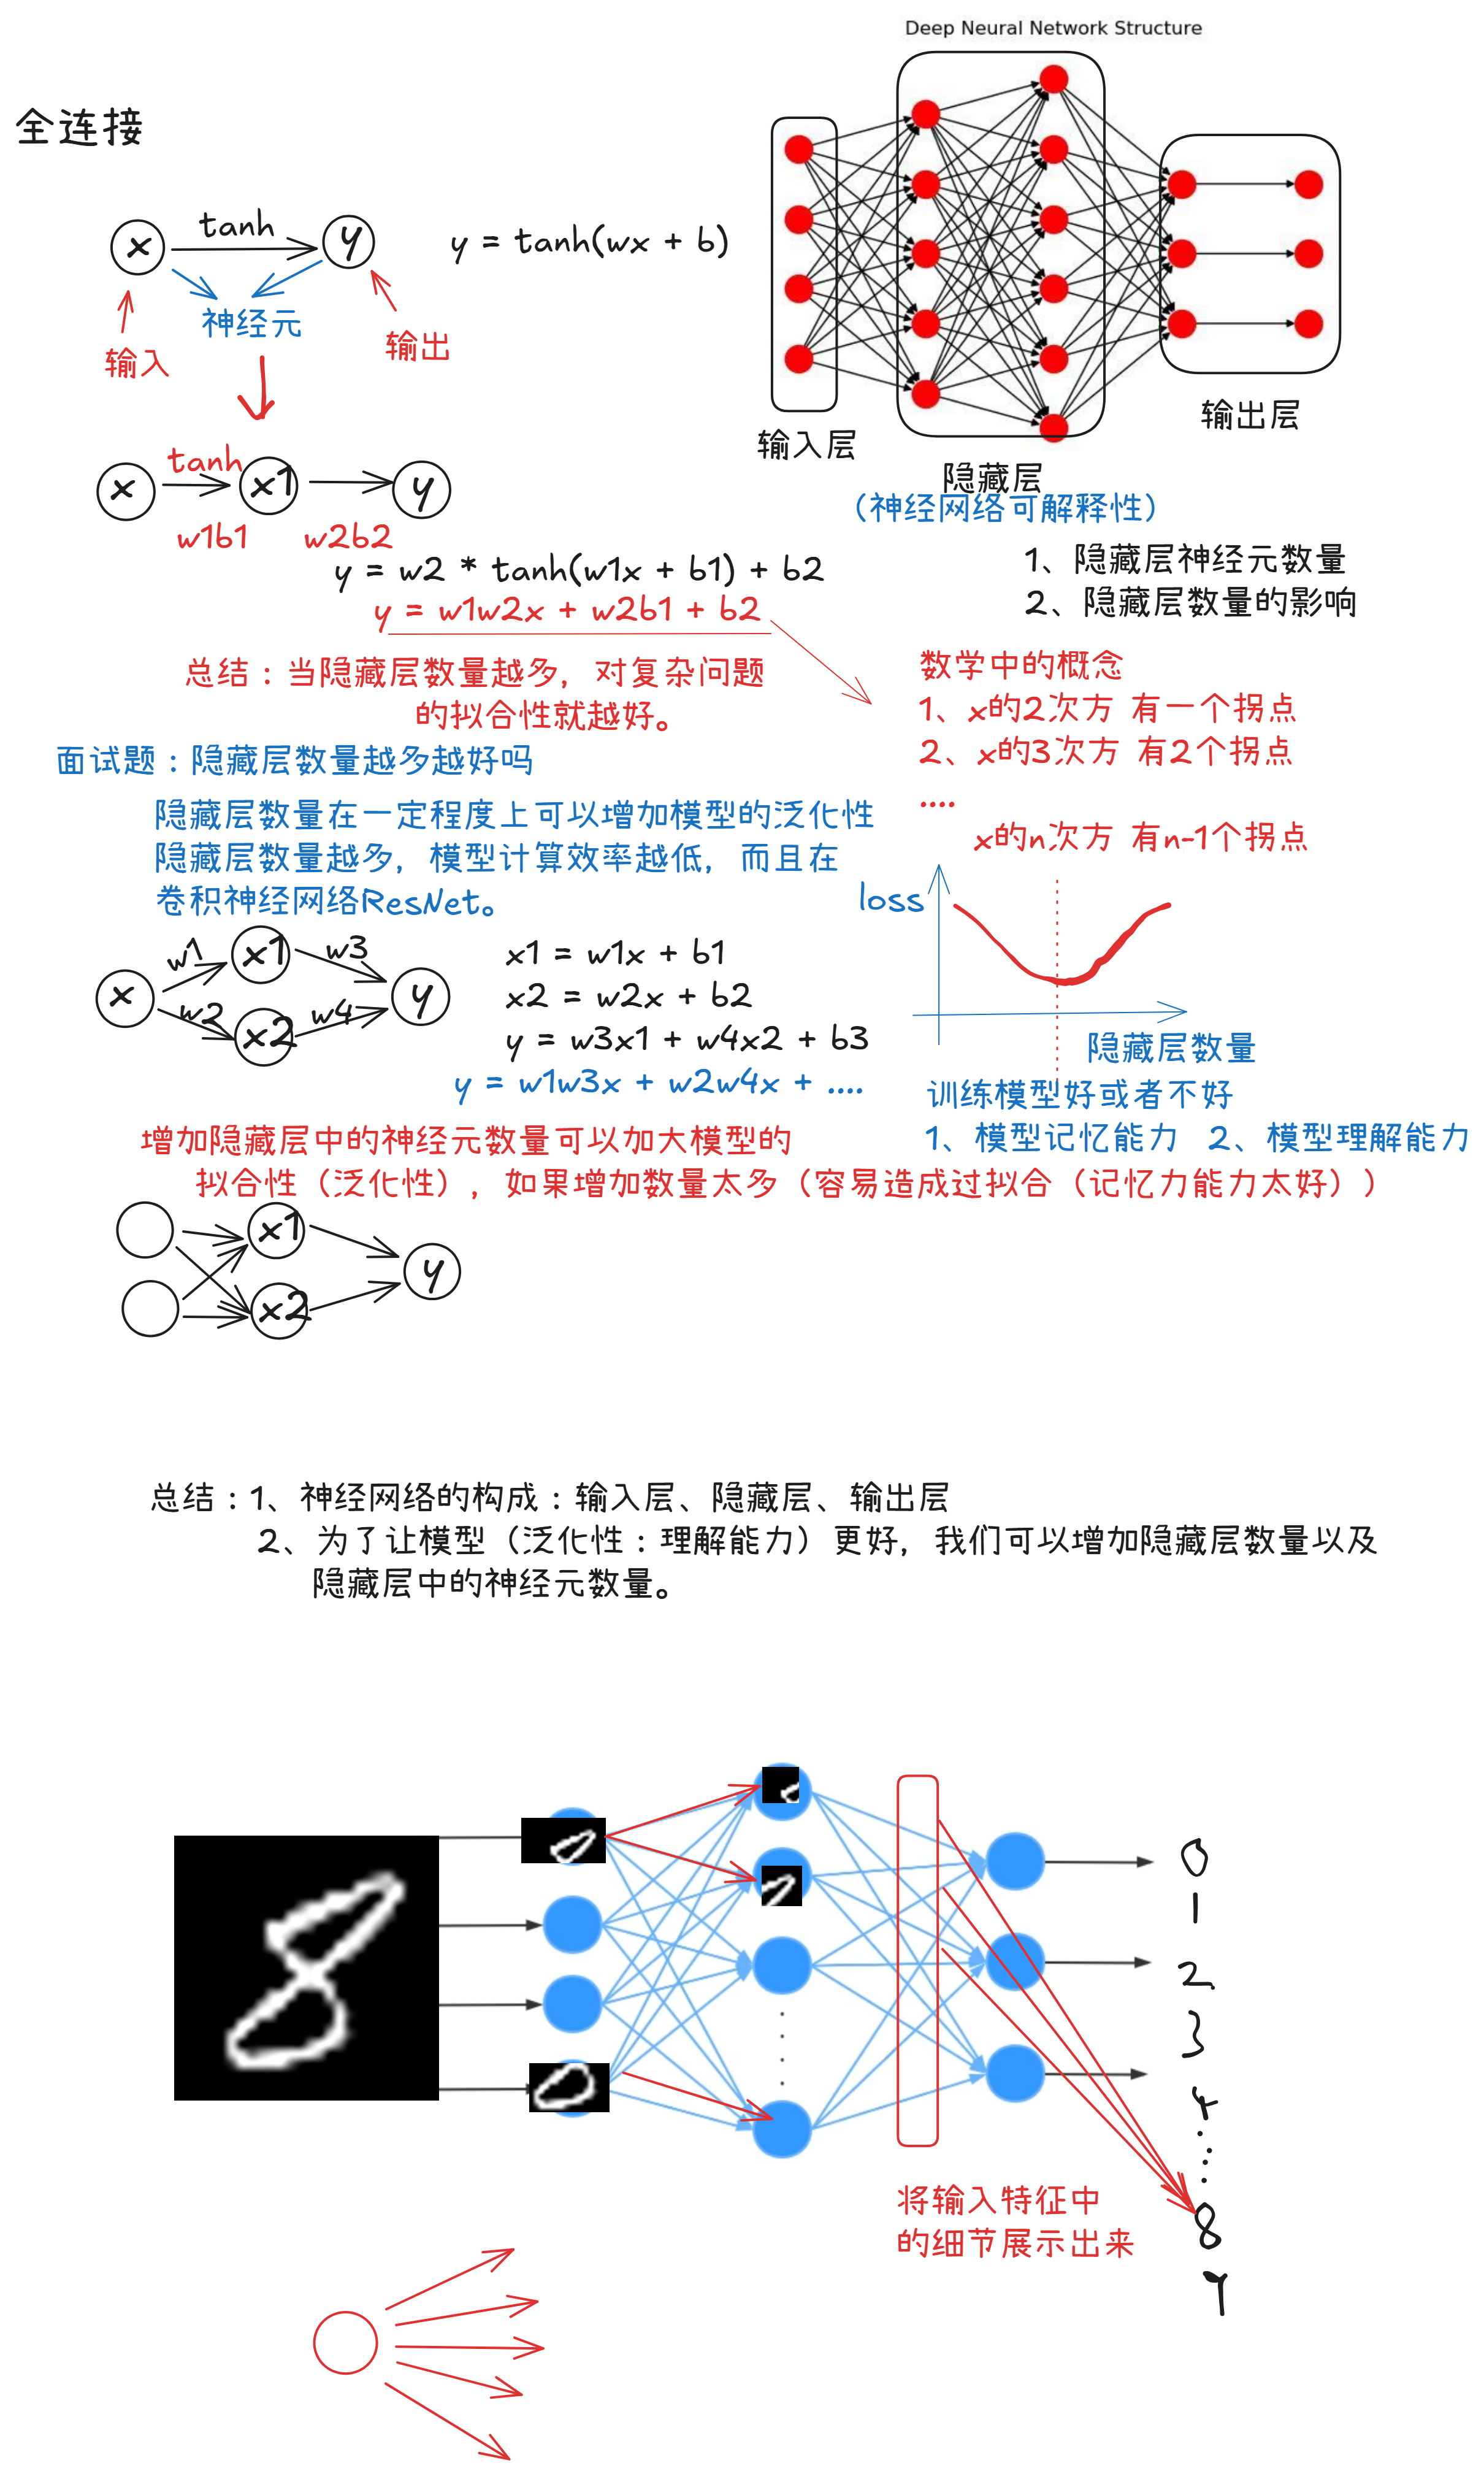 Deep Neural Network Structure
全连接
x
tanh
y
y = tanh(wx + b)
神经元
输入
输出
输入层
隐藏层
输出层
(神经网络可解释性)
x
tanh
x1
y
w1b1
w2b2
y = w2 * tanh(w1x + b1) + b2
y = w1w2x + w2b1 + b2
1、隐藏层神经元数量
2、隐藏层数量的影响
总结：当隐藏层数量越多，对复杂问题
的拟合性就越好。
数学中的概念
1、x的2次方 有一个拐点
2、x的3次方 有2个拐点
....
x的n次方 有n-1个拐点
面试题：隐藏层数量越多越好吗
隐藏层数量在一定程度上可以增加模型的泛化性
隐藏层数量越多，模型计算效率越低，而且在
卷积神经网络ResNet。
loss
隐藏层数量
x
w1
x1
w3
w2
x2
w4
y
x1 = w1x + b1
x2 = w2x + b2
y = w3x1 + w4x2 + b3
y = w1w3x + w2w4x + ....
训练模型好或者不好
1、模型记忆能力 2、模型理解能力
增加隐藏层中的神经元数量可以加大模型的
拟合性（泛化性），如果增加数量太多（容易造成过拟合（记忆力能力太好））
x1
x2
y
总结：1、神经网络的构成：输入层、隐藏层、输出层
2、为了让模型（泛化性：理解能力）更好，我们可以增加隐藏层数量以及
隐藏层中的神经元数量。
8
0
1
2
3
4
8
9
将输入特征中
的细节展示出来